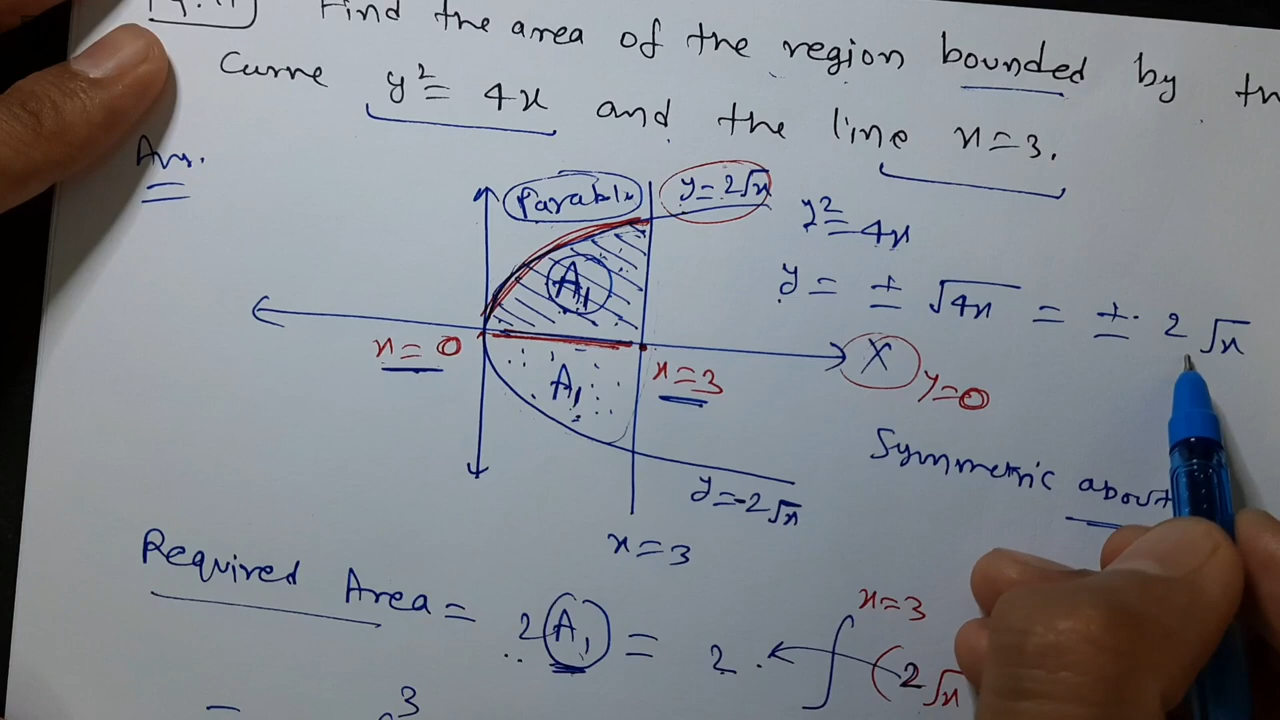 Find the area of the region bounded by
Curve y² = 4x and the line x = 3.
Ans.
Parabola y = 2√x
y² = 4x
y = ± √4x = ± 2√x
A₁
x = 0
X
y = 0
x = 3
A₁
Symmetric about
y = -2√x
x = 3
Required Area = 2 A₁ = 2 . ∫ (2√x
x = 3
3